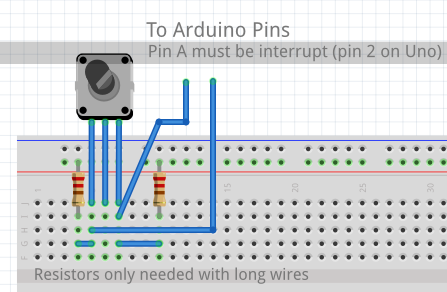 To Arduino Pins
Pin A must be interrupt (pin 2 on Uno)
1 15 20 25 30
J
I
H
G
F
Resistors only needed with long wires